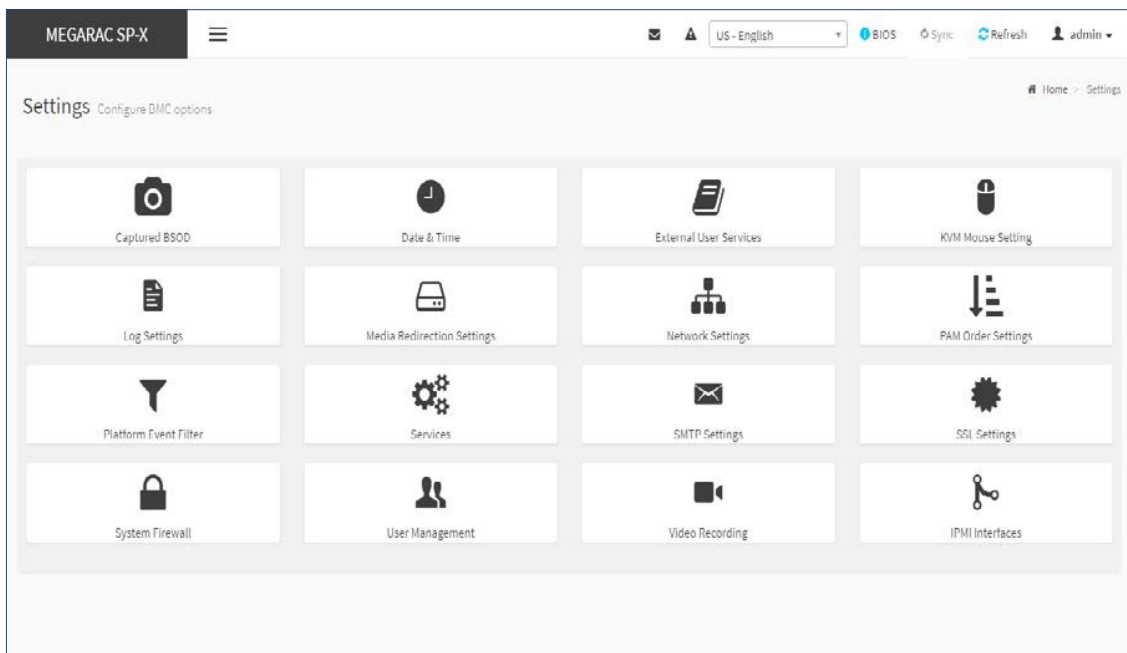 MEGARAC SP-X US - English BIOS Sync Refresh admin
Home > Settings
Settings Configure BMC options
Captured BSOD Date & Time External User Services KVM Mouse Setting
Log Settings Media Redirection Settings Network Settings PAM Order Settings
Platform Event Filter Services SMTP Settings SSL Settings
System Firewall User Management Video Recording IPMI Interfaces